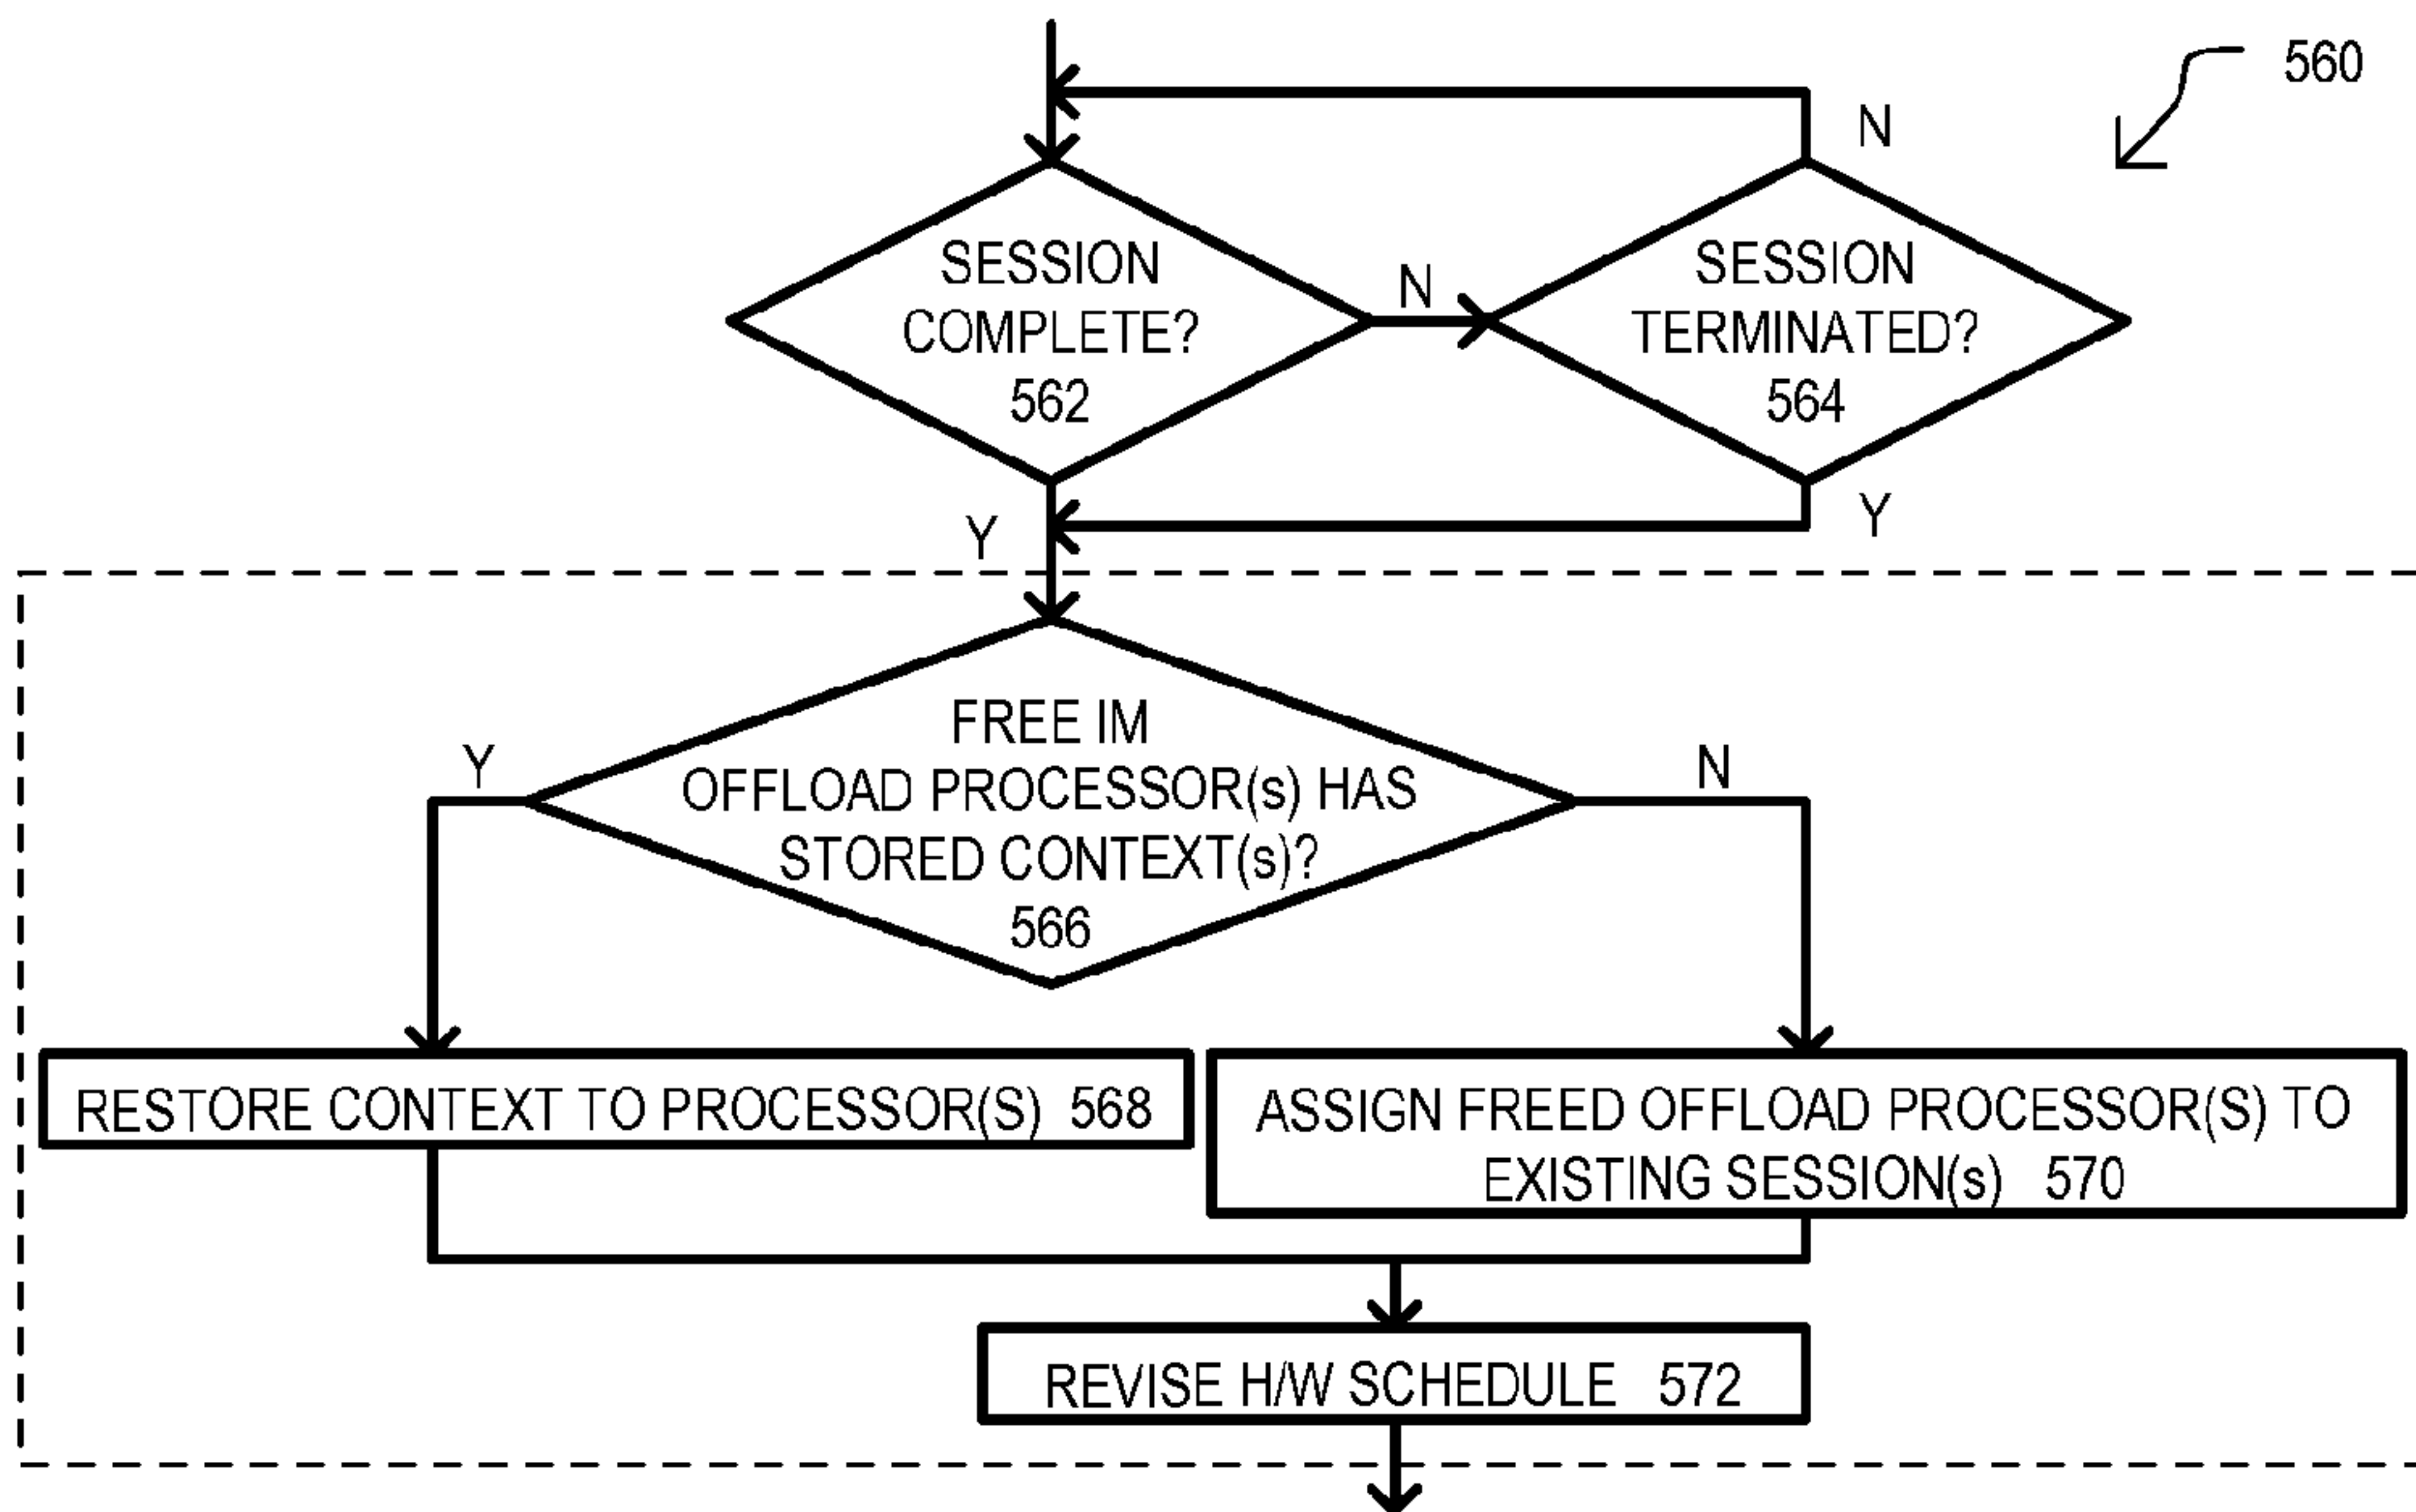 560
N
SESSION
COMPLETE?
562
N
SESSION
TERMINATED?
564
Y
Y
FREE IM
OFFLOAD PROCESSOR(s) HAS
STORED CONTEXT(s)?
566
Y
N
RESTORE CONTEXT TO PROCESSOR(S) 568
ASSIGN FREED OFFLOAD PROCESSOR(S) TO
EXISTING SESSION(s) 570
REVISE H/W SCHEDULE 572